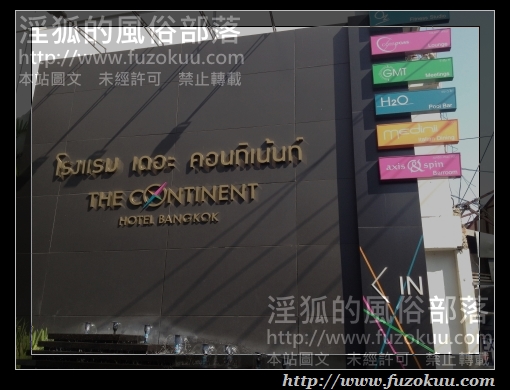 淫狐的風俗部落
http://www.fuzokuu.com
本站圖文 未經許可 禁止轉載
GMT Meetings
H2O Pool Bar
medinii
axis & spin
โรงแรม เดอะ คอนทิเน้นท์
THE CONTINENT
HOTEL BANGKOK
IN
淫狐的風俗部落
http://www.fuzokuu.com
本站圖文 未經許可 禁止轉載
http://www.fuzokuu.com